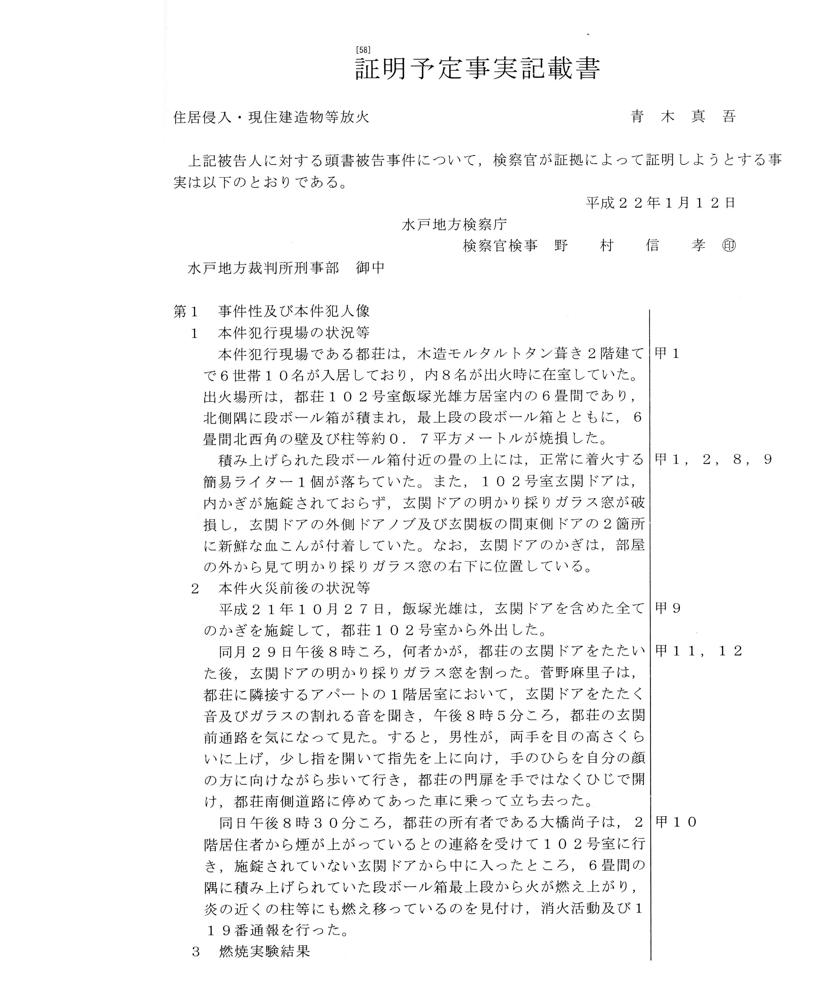 [58]
証明予定事実記載書
住居侵入・現住建造物等放火　青　木　真　吾
上記被告人に対する頭書被告事件について，検察官が証拠によって証明しようとする事
実は以下のとおりである。
平成２２年１月１２日
水戸地方検察庁
検察官検事　野　村　信　孝　㊞
水戸地方裁判所刑事部　御中
第１　事件性及び本件犯人像
１　本件犯行現場の状況等
本件犯行現場である都荘は，木造モルタルトタン葺き２階建て　甲１
で６世帯１０名が入居しており，内８名が出火時に在室していた。
出火場所は，都荘１０２号室飯塚光雄方居室内の６畳間であり，
北側隅に段ボール箱が積まれ，最上段の段ボール箱とともに，６
畳間北西角の壁及び柱等約０．７平方メートルが焼損した。
積み上げられた段ボール箱付近の畳の上には，正常に着火する　甲１，２，８，９
簡易ライター１個が落ちていた。また，１０２号室玄関ドアは，
内かぎが施錠されておらず，玄関ドアの明かり採りガラス窓が破
損し，玄関ドアの外側ドアノブ及び玄関板の間東側ドアの２箇所
に新鮮な血こんが付着していた。なお，玄関ドアのかぎは，部屋
の外から見て明かり採りガラス窓の右下に位置している。
２　本件火災前後の状況等
平成２１年１０月２７日，飯塚光雄は，玄関ドアを含めた全て　甲９
のかぎを施錠して，都荘１０２号室から外出した。
同月２９日午後８時ころ，何者かが，都荘の玄関ドアをたたい　甲１１，１２
た後，玄関ドアの明かり採りガラス窓を割った。菅野麻里子は，
都荘に隣接するアパートの１階居室において，玄関ドアをたたく
音及びガラスの割れる音を聞き，午後８時５分ころ，都荘の玄関
前通路を気になって見た。すると，男性が，両手を目の高さくら
いに上げ，少し指を開いて指先を上に向け，手のひらを自分の顔
の方に向けながら歩いて行き，都荘の門扉を手ではなくひじで開
け，都荘南側道路に停めてあった車に乗って立ち去った。
同日午後８時３０分ころ，都荘の所有者である大橋尚子は，２　甲１０
階居住者から煙が上がっているとの連絡を受けて１０２号室に行
き，施錠されていない玄関ドアから中に入ったところ，６畳間の
隅に積み上げられていた段ボール箱最上段から火が燃え上がり，
炎の近くの柱等にも燃え移っているのを見付け，消火活動及び１
１９番通報を行った。
３　燃焼実験結果